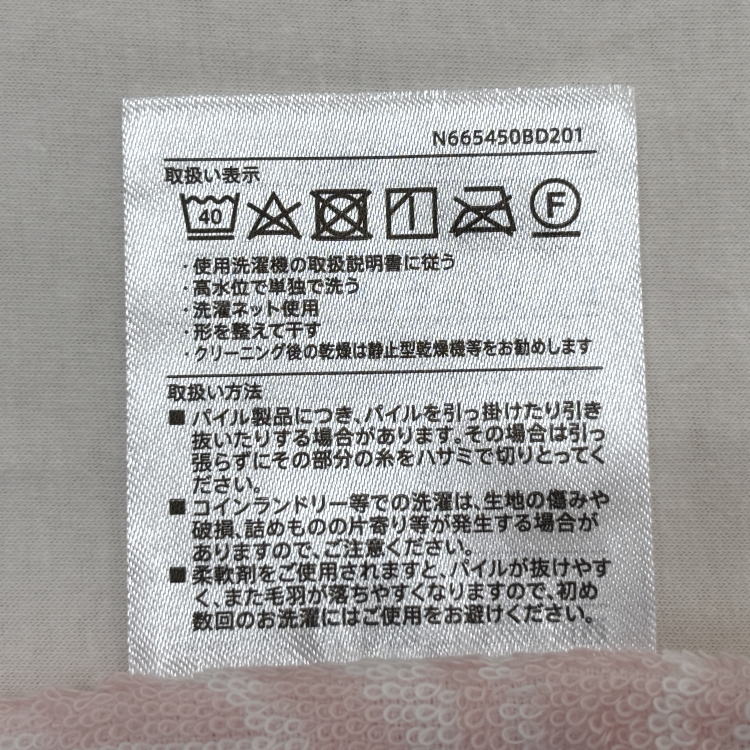 N665450BD201
取扱い表示
40
F
・使用洗濯機の取扱説明書に従う
・高水位で単独で洗う
・洗濯ネット使用
・形を整えて干す
・クリーニング後の乾燥は静止型乾燥機等をお勧めします
取扱い方法
■パイル製品につき、パイルを引っ掛けたり引き
抜いたりする場合があります。その場合は引っ
張らずにその部分の糸をハサミで切りとってく
ださい。
■コインランドリー等での洗濯は、生地の傷みや
破損、詰めものの片寄り等が発生する場合が
ありますので、ご注意ください。
■柔軟剤をご使用されますと、パイルが抜けやす
く、また毛羽が落ちやすくなりますので、初め
数回のお洗濯にはご使用をお避けください。